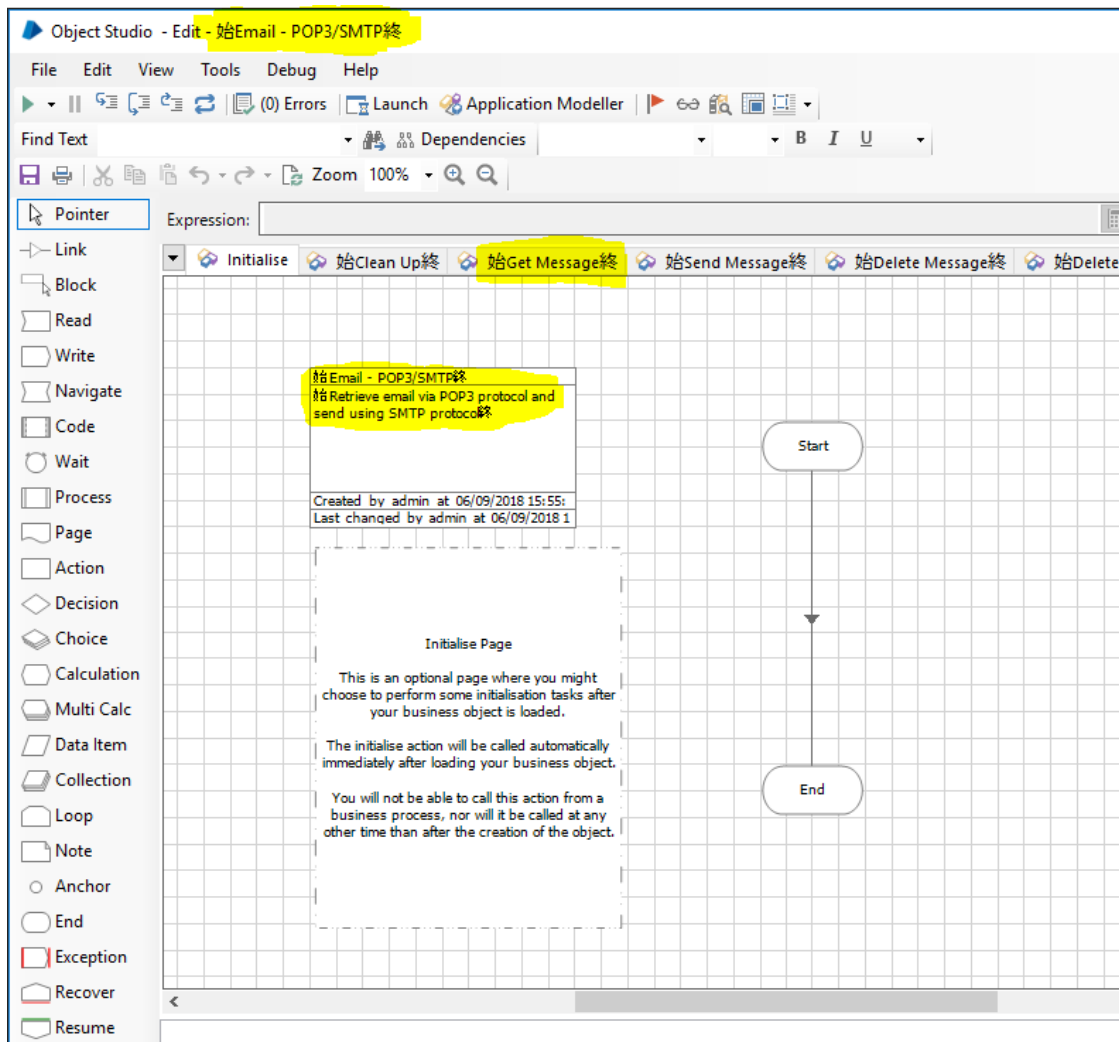 Object Studio - Edit - 始Email - POP3/SMTP終
File Edit View Tools Debug Help
(0) Errors Launch Application Modeller
Find Text Dependencies B I U
Zoom 100%
Pointer
Expression:
Link
Initialise 始Clean Up終 始Get Message終 始Send Message終 始Delete Message終 始Delete
Block
Read
Write
Navigate
Code
Wait
Process
Page
Action
Decision
Choice
Calculation
Multi Calc
Data Item
Collection
Loop
Note
Anchor
End
Exception
Recover
Resume
始Email - POP3/SMTP終
始Retrieve email via POP3 protocol and
send using SMTP protocol終
Created by admin at 06/09/2018 15:55:
Last changed by admin at 06/09/2018 1
Initialise Page
This is an optional page where you might
choose to perform some initialisation tasks after
your business object is loaded.
The initialise action will be called automatically
immediately after loading your business object.
You will not be able to call this action from a
business process, nor will it be called at any
other time than after the creation of the object.
Start
End